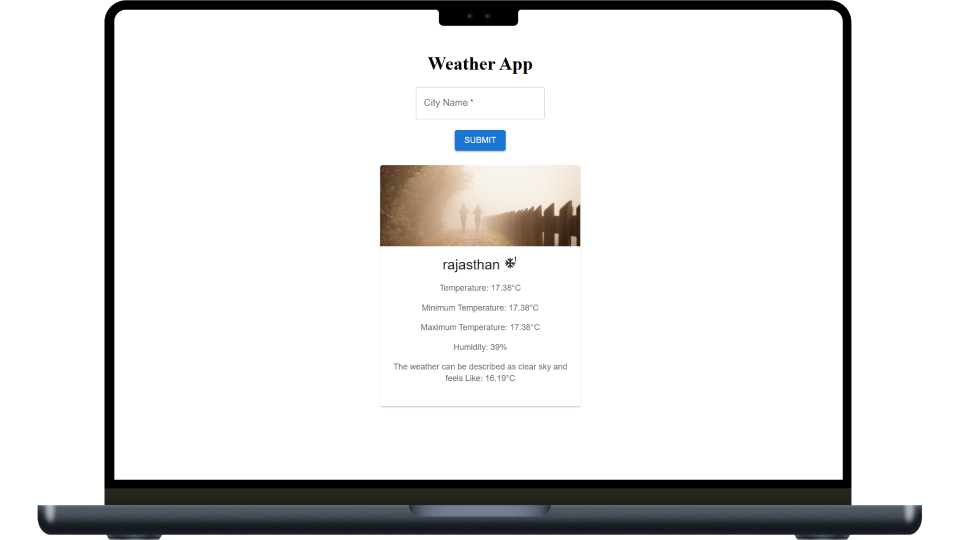 Weather App
City Name *
SUBMIT
rajasthan
Temperature: 17.38°C
Minimum Temperature: 17.38°C
Maximum Temperature: 17.38°C
Humidity: 39%
The weather can be described as clear sky and
feels Like: 16.19°C